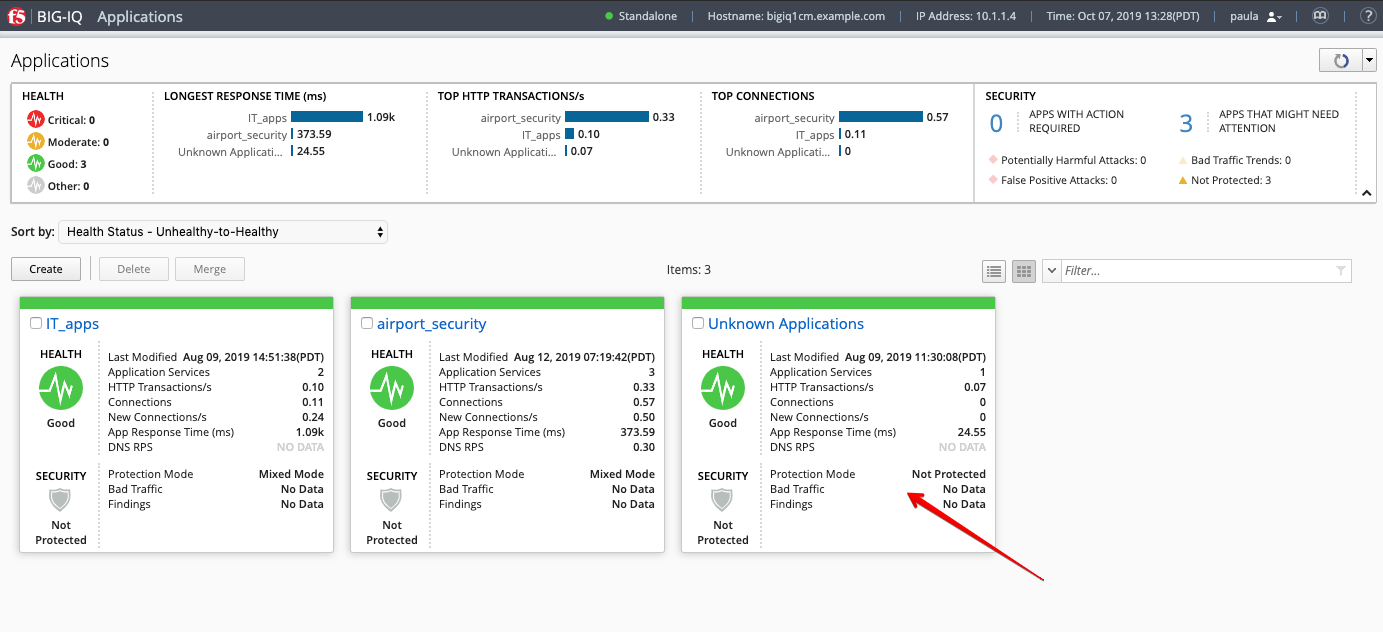 f5 BIG-IQ Applications Standalone Hostname: bigiq1cm.example.com IP Address: 10.1.1.4 Time: Oct 07, 2019 13:28(PDT) paula ?
Applications
HEALTH
Critical: 0
Moderate: 0
Good: 3
Other: 0
LONGEST RESPONSE TIME (ms)
IT_apps 1.09k
airport_security 373.59
Unknown Applicati... 24.55
TOP HTTP TRANSACTIONS/s
airport_security 0.33
IT_apps 0.10
Unknown Applicati... 0.07
TOP CONNECTIONS
airport_security 0.57
IT_apps 0.11
Unknown Applicati... 0
SECURITY
0 APPS WITH ACTION
REQUIRED
Potentially Harmful Attacks: 0
False Positive Attacks: 0
3 APPS THAT MIGHT NEED
ATTENTION
Bad Traffic Trends: 0
Not Protected: 3
Sort by: Health Status - Unhealthy-to-Healthy
Create Delete Merge Items: 3 Filter...
IT_apps
HEALTH
Good
Last Modified Aug 09, 2019 14:51:38(PDT)
Application Services 2
HTTP Transactions/s 0.10
Connections 0.11
New Connections/s 0.24
App Response Time (ms) 1.09k
DNS RPS NO DATA
SECURITY
Not
Protected
Protection Mode Mixed Mode
Bad Traffic No Data
Findings No Data
airport_security
HEALTH
Good
Last Modified Aug 12, 2019 07:19:42(PDT)
Application Services 3
HTTP Transactions/s 0.33
Connections 0.57
New Connections/s 0.50
App Response Time (ms) 373.59
DNS RPS 0.30
SECURITY
Not
Protected
Protection Mode Mixed Mode
Bad Traffic No Data
Findings No Data
Unknown Applications
HEALTH
Good
Last Modified Aug 09, 2019 11:30:08(PDT)
Application Services 1
HTTP Transactions/s 0.07
Connections 0
New Connections/s 0
App Response Time (ms) 24.55
DNS RPS NO DATA
SECURITY
Not
Protected
Protection Mode Not Protected
Bad Traffic No Data
Findings No Data